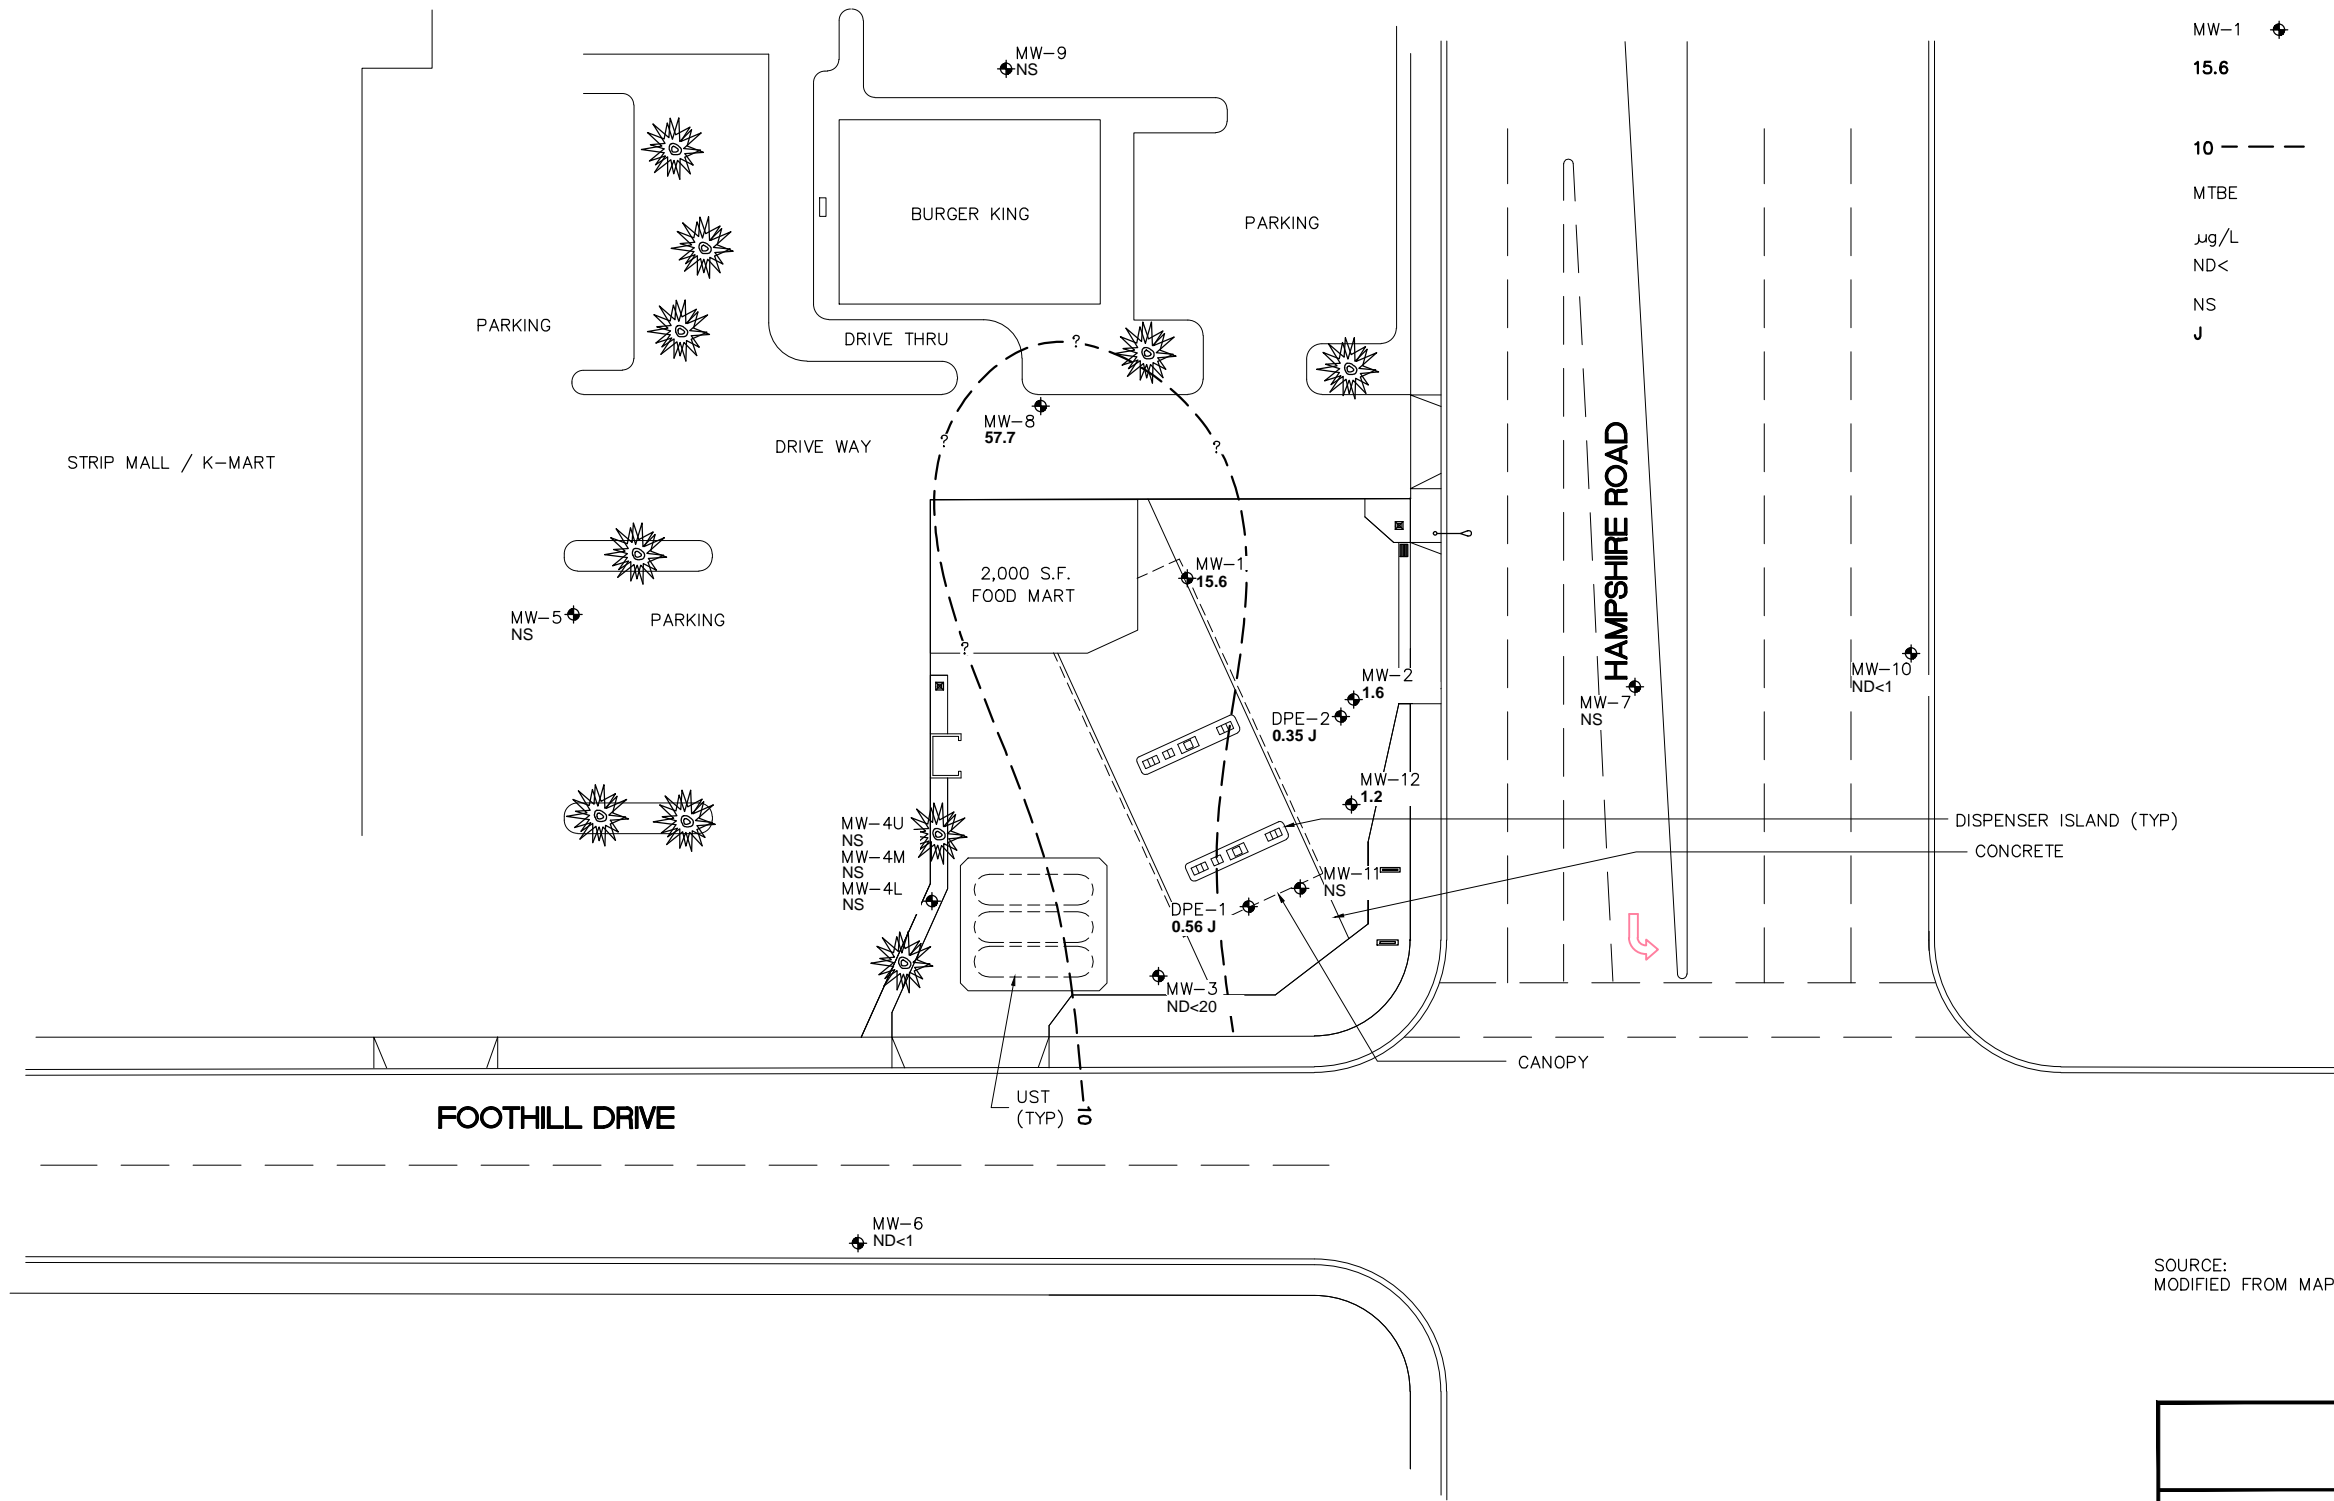 MW-1
15.6
10
MTBE
µg/L
ND<
NS
J
MW-9
NS
BURGER KING
PARKING
PARKING
DRIVE THRU
?
MW-8
57.7
?
?
DRIVE WAY
STRIP MALL / K-MART
HAMPSHIRE ROAD
2,000 S.F.
FOOD MART
MW-1
15.6
MW-5
NS
PARKING
?
MW-2
1.6
DPE-2
0.35 J
MW-7
NS
MW-10
ND<1
MW-12
1.2
DISPENSER ISLAND (TYP)
CONCRETE
MW-4U
NS
MW-4M
NS
MW-4L
NS
MW-11
NS
DPE-1
0.56 J
MW-3
ND<20
CANOPY
UST
(TYP)
10
FOOTHILL DRIVE
MW-6
ND<1
SOURCE:
MODIFIED FROM MAP